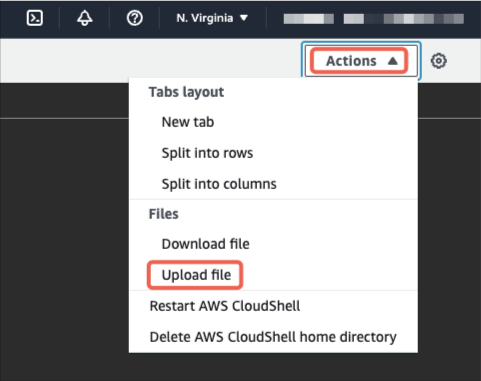 N. Virginia
Actions
Tabs layout
New tab
Split into rows
Split into columns
Files
Download file
Upload file
Restart AWS CloudShell
Delete AWS CloudShell home directory